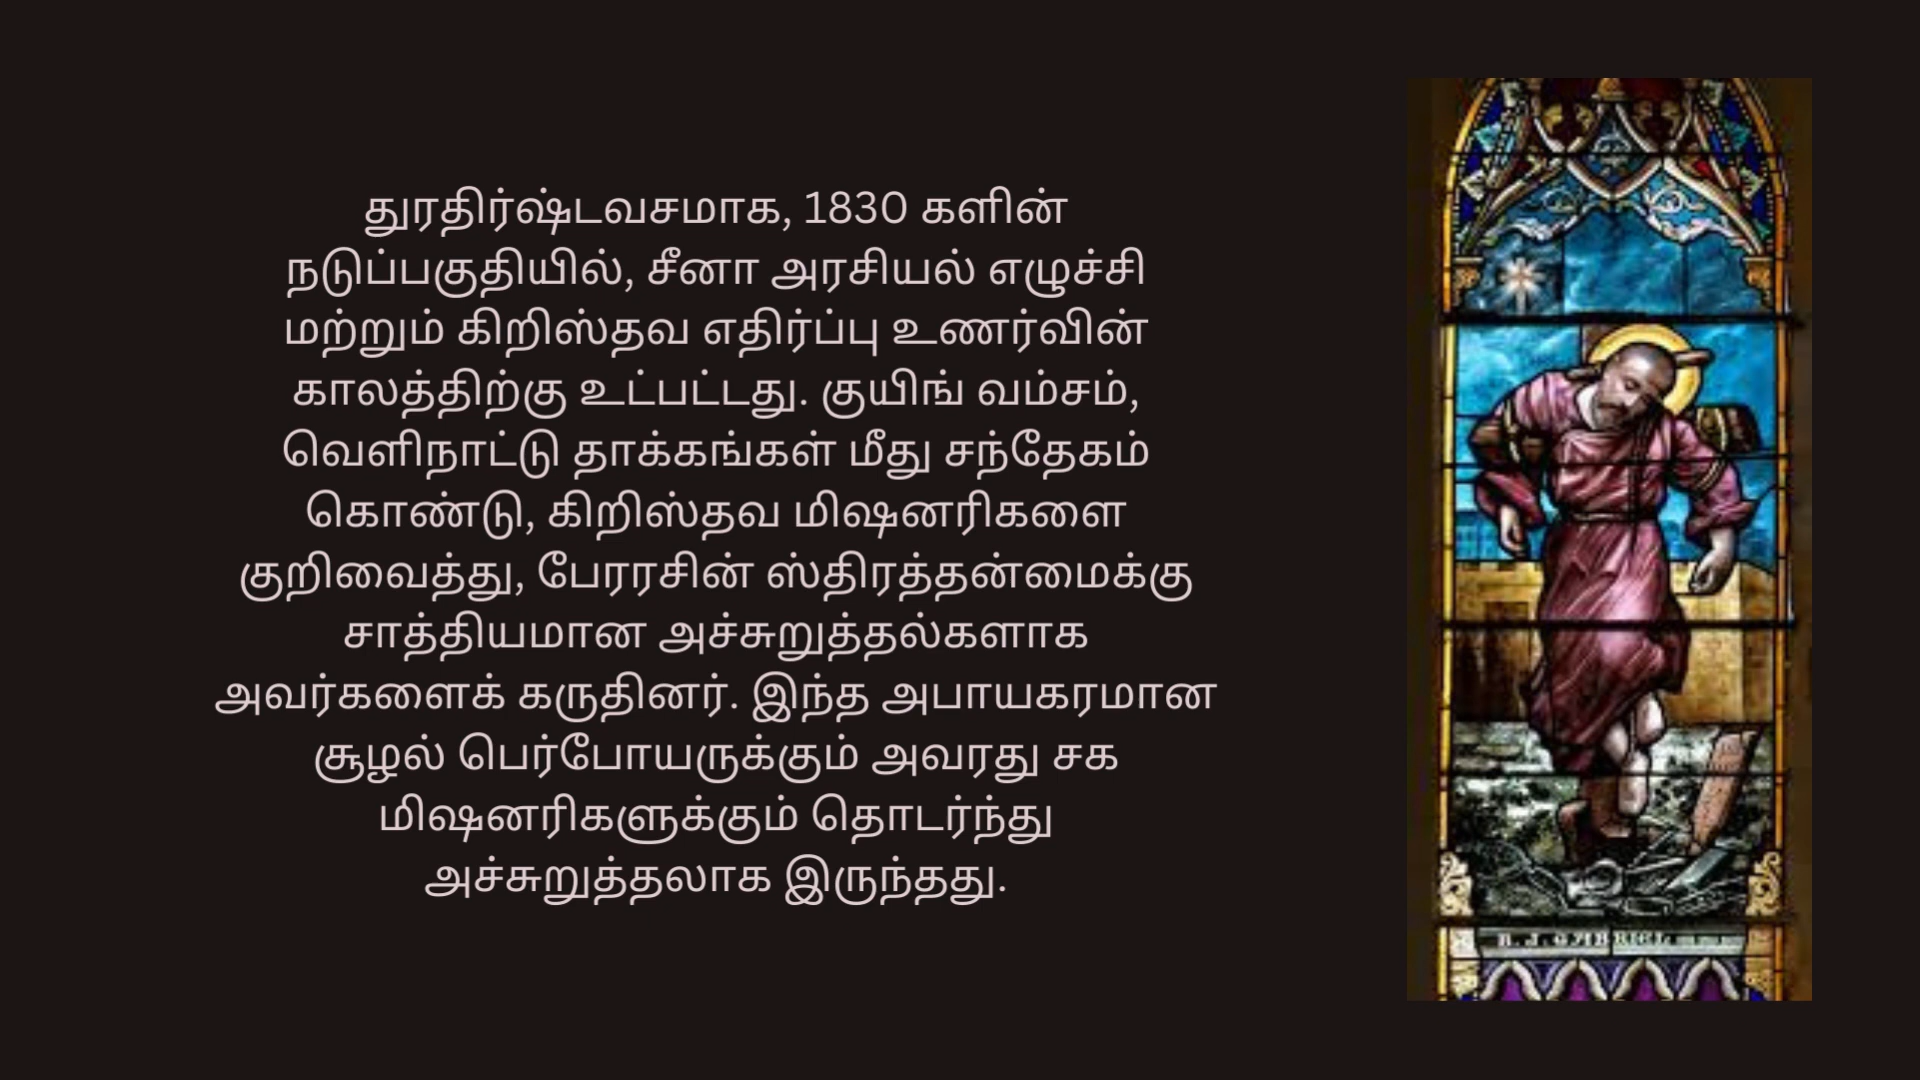 துரதிர்ஷ்டவசமாக, 1830 களின்
நடுப்பகுதியில், சீனா அரசியல் எழுச்சி
மற்றும் கிறிஸ்தவ எதிர்ப்பு உணர்வின்
காலத்திற்கு உட்பட்டது. குயிங் வம்சம்,
வெளிநாட்டு தாக்கங்கள் மீது சந்தேகம்
கொண்டு, கிறிஸ்தவ மிஷனரிகளை
குறிவைத்து, பேரரசின் ஸ்திரத்தன்மைக்கு
சாத்தியமான அச்சுறுத்தல்களாக
அவர்களைக் கருதினர். இந்த அபாயகரமான
சூழல் பெர்போயருக்கும் அவரது சக
மிஷனரிகளுக்கும் தொடர்ந்து
அச்சுறுத்தலாக இருந்தது.
J. GABRIEL